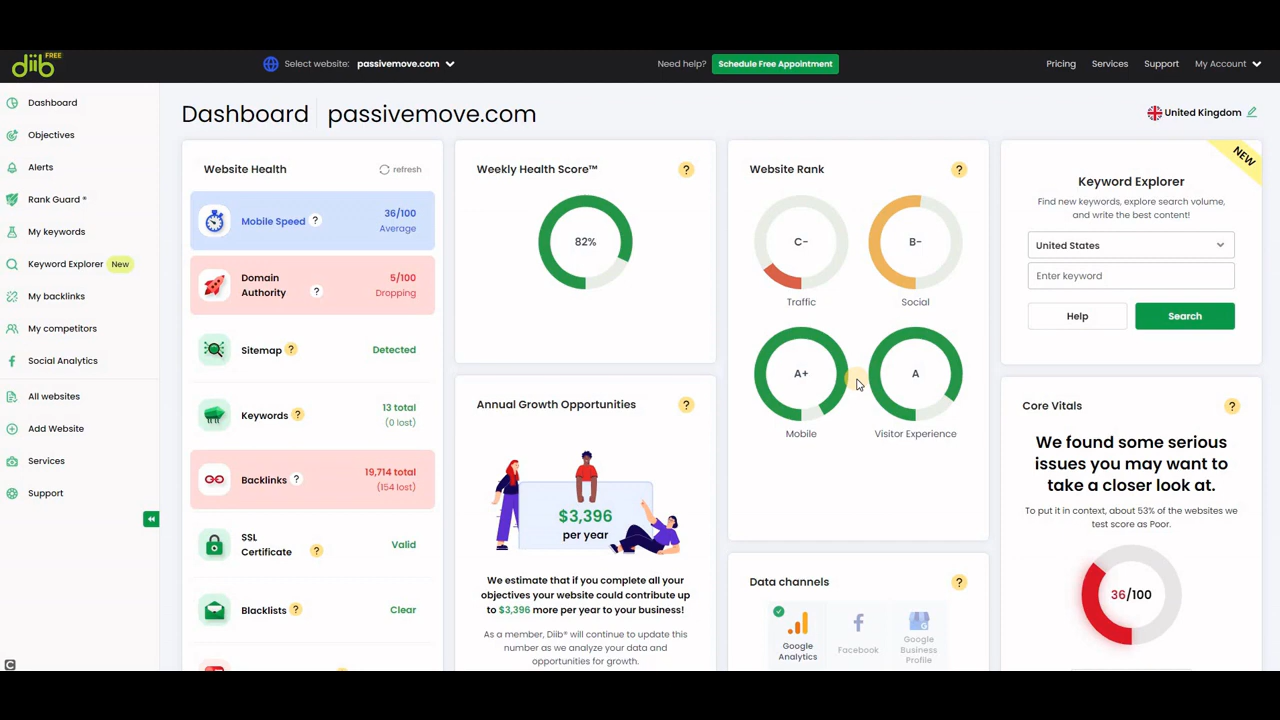 diib FREE
Select website: passivemove.com
Need help? Schedule Free Appointment
Pricing Services Support My Account
Dashboard
Objectives
Alerts
Rank Guard ®
My keywords
Keyword Explorer New
My backlinks
My competitors
Social Analytics
All websites
Add Website
Services
Support
Dashboard passivemove.com
United Kingdom
Website Health
refresh
Mobile Speed ?
36/100
Average
Domain
Authority ?
5/100
Dropping
Sitemap ?
Detected
Keywords ?
13 total
(0 lost)
Backlinks ?
19,714 total
(154 lost)
SSL
Certificate ?
Valid
Blacklists ?
Clear
Weekly Health Score™ ?
82%
Annual Growth Opportunities ?
$3,396
per year
We estimate that if you complete all your
objectives your website could contribute up
to $3,396 more per year to your business!
As a member, Diib® will continue to update this
number as we analyze your data and
opportunities for growth.
Website Rank ?
C-
Traffic
B-
Social
A+
Mobile
A
Visitor Experience
Data channels ?
Google
Analytics
Facebook
Google
Business
Profile
NEW
Keyword Explorer
Find new keywords, explore search volume,
and write the best content!
United States
Enter keyword
Help
Search
Core Vitals ?
We found some serious
issues you may want to
take a closer look at.
To put it in context, about 53% of the websites we
test score as Poor.
36/100